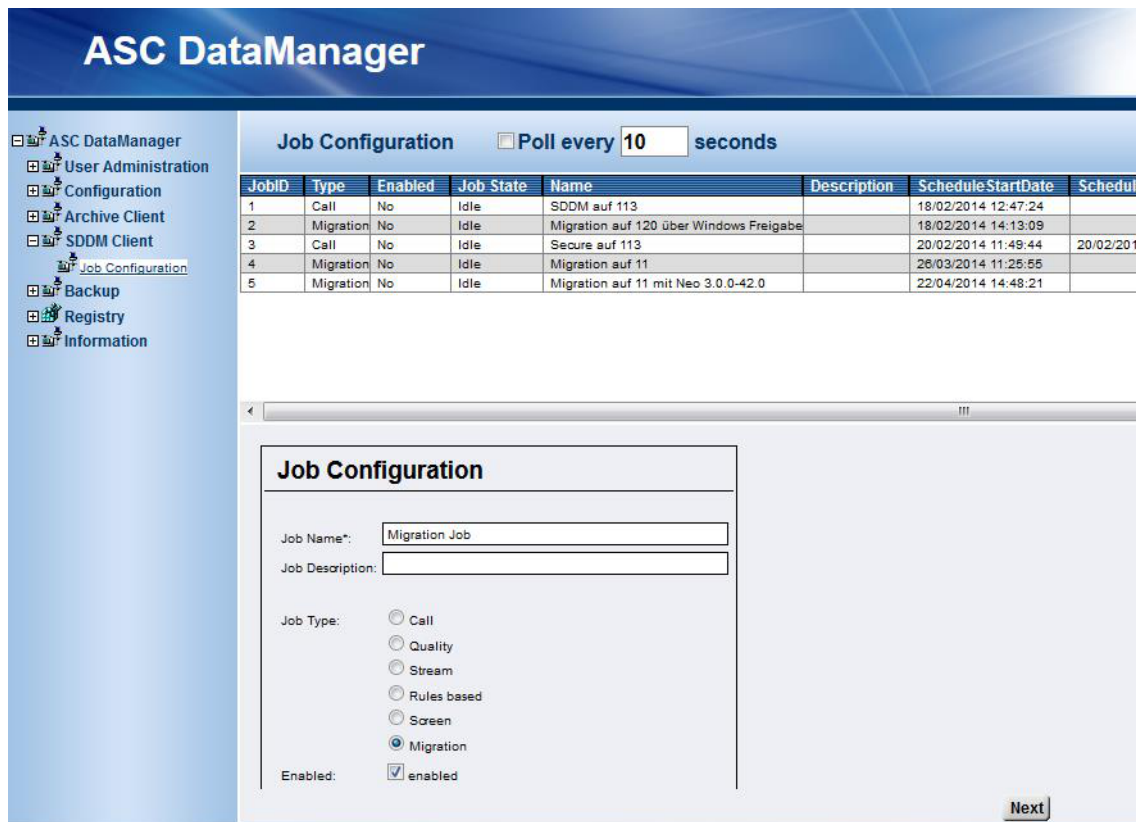 ASC DataManager
ASC DataManager
User Administration
Configuration
Archive Client
SDDM Client
Job Configuration
Backup
Registry
Information
Job Configuration Poll every 10 seconds
JobID Type Enabled Job State Name Description ScheduleStartDate Schedul
1 Call No Idle SDDM auf 113 18/02/2014 12:47:24
2 Migration No Idle Migration auf 120 über Windows Freigabe 18/02/2014 14:13:09
3 Call No Idle Secure auf 113 20/02/2014 11:49:44 20/02/201
4 Migration No Idle Migration auf 11 26/03/2014 11:25:55
5 Migration No Idle Migration auf 11 mit Neo 3.0.0-42.0 22/04/2014 14:48:21
Job Configuration
Job Name*: Migration Job
Job Description:
Job Type: Call
Quality
Stream
Rules based
Screen
Migration
Enabled: enabled
Next